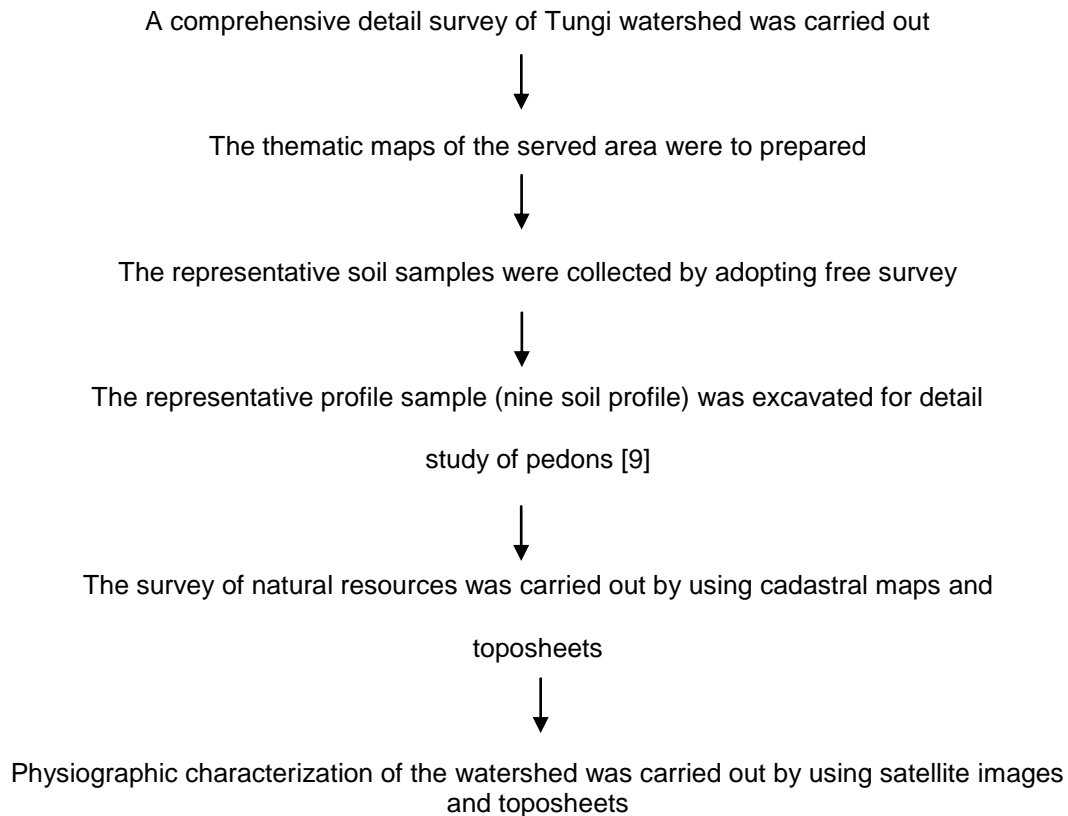 A comprehensive detail survey of Tungi watershed was carried out
The thematic maps of the served area were to prepared
The representative soil samples were collected by adopting free survey
The representative profile sample (nine soil profile) was excavated for detail
study of pedons [9]
The survey of natural resources was carried out by using cadastral maps and
toposheets
Physiographic characterization of the watershed was carried out by using satellite images
and toposheets